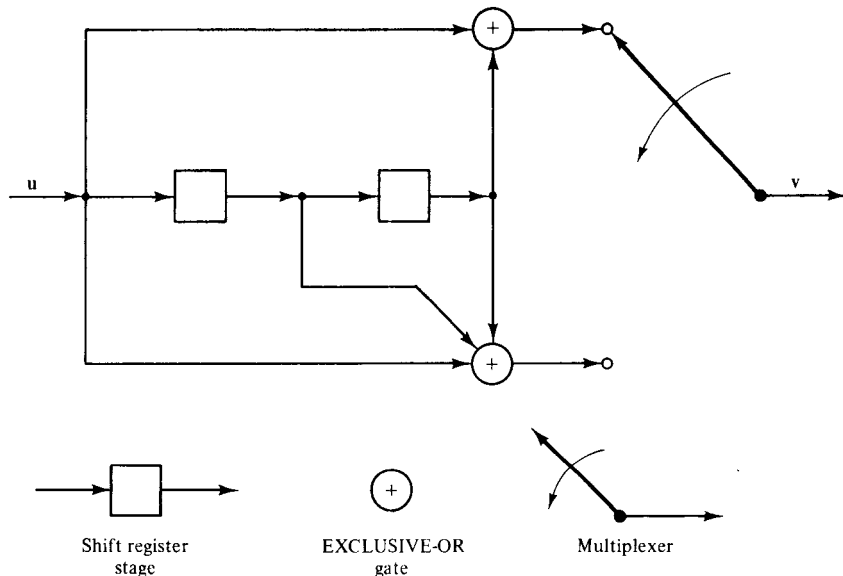 +
u
v
+
+
Shift register
stage
EXCLUSIVE-OR
gate
Multiplexer